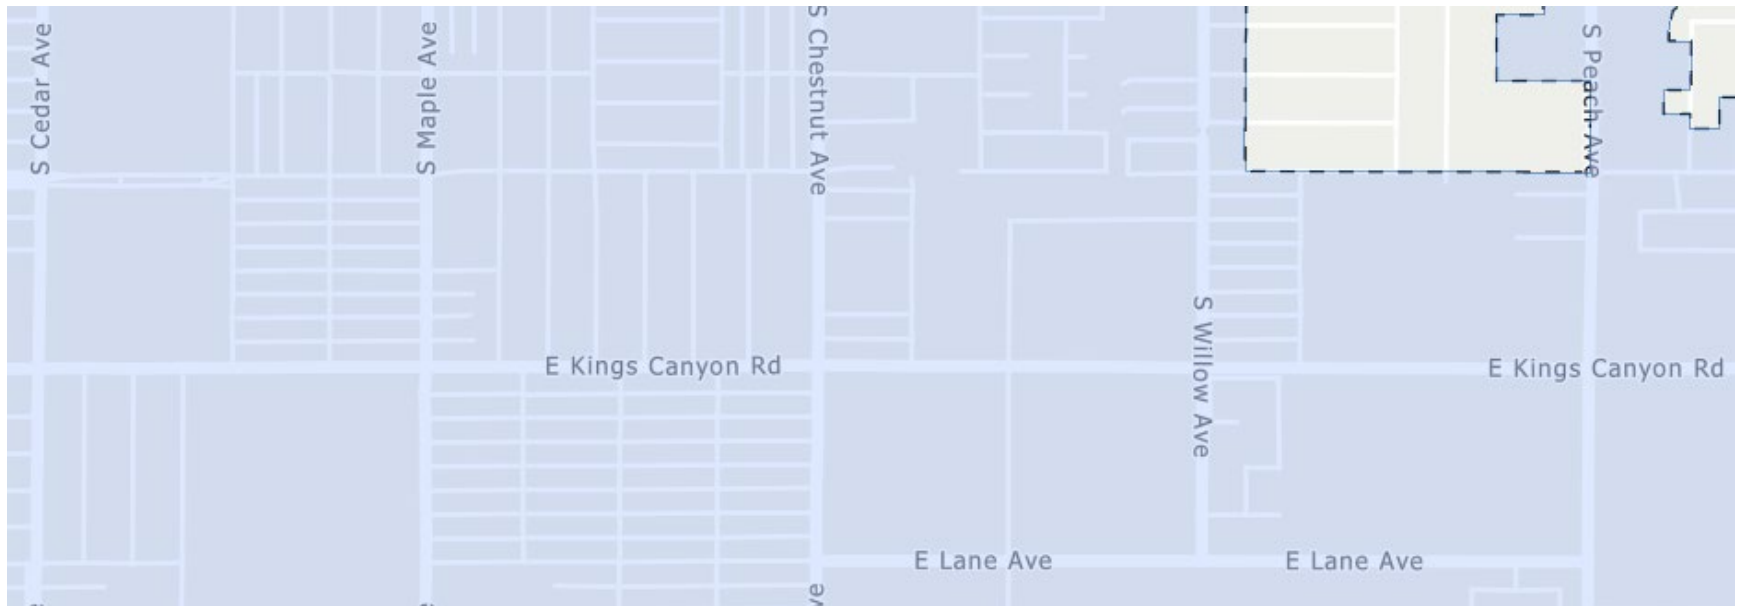 S Cedar Ave
S Maple Ave
S Chestnut Ave
S Peach Ave
S Willow Ave
E Kings Canyon Rd
E Kings Canyon Rd
E Lane Ave
E Lane Ave